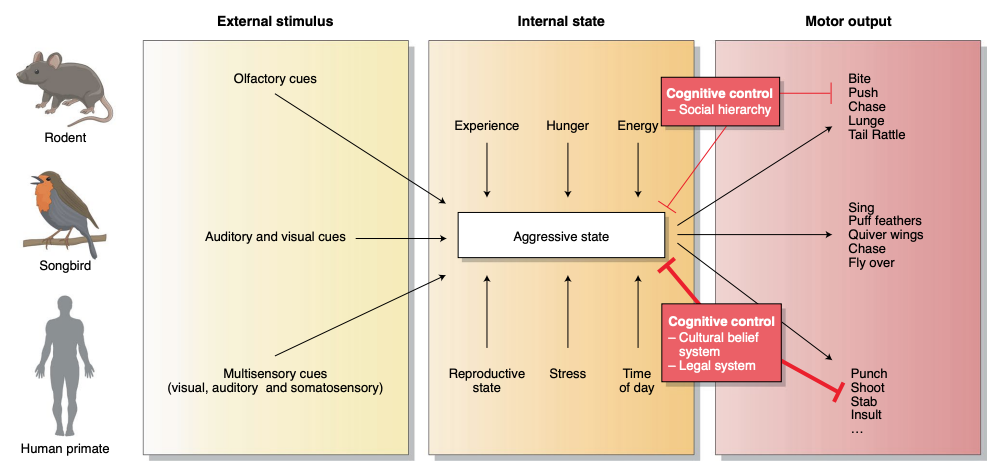 External stimulus
Internal state
Motor output
Rodent
Songbird
Human primate
Olfactory cues
Auditory and visual cues
Multisensory cues
(visual, auditory and somatosensory)
Experience
Hunger
Energy
Aggressive state
Reproductive
state
Stress
Time
of day
Cognitive control
– Social hierarchy
Cognitive control
– Cultural belief
system
– Legal system
Bite
Push
Chase
Lunge
Tail Rattle
Sing
Puff feathers
Quiver wings
Chase
Fly over
Punch
Shoot
Stab
Insult
…